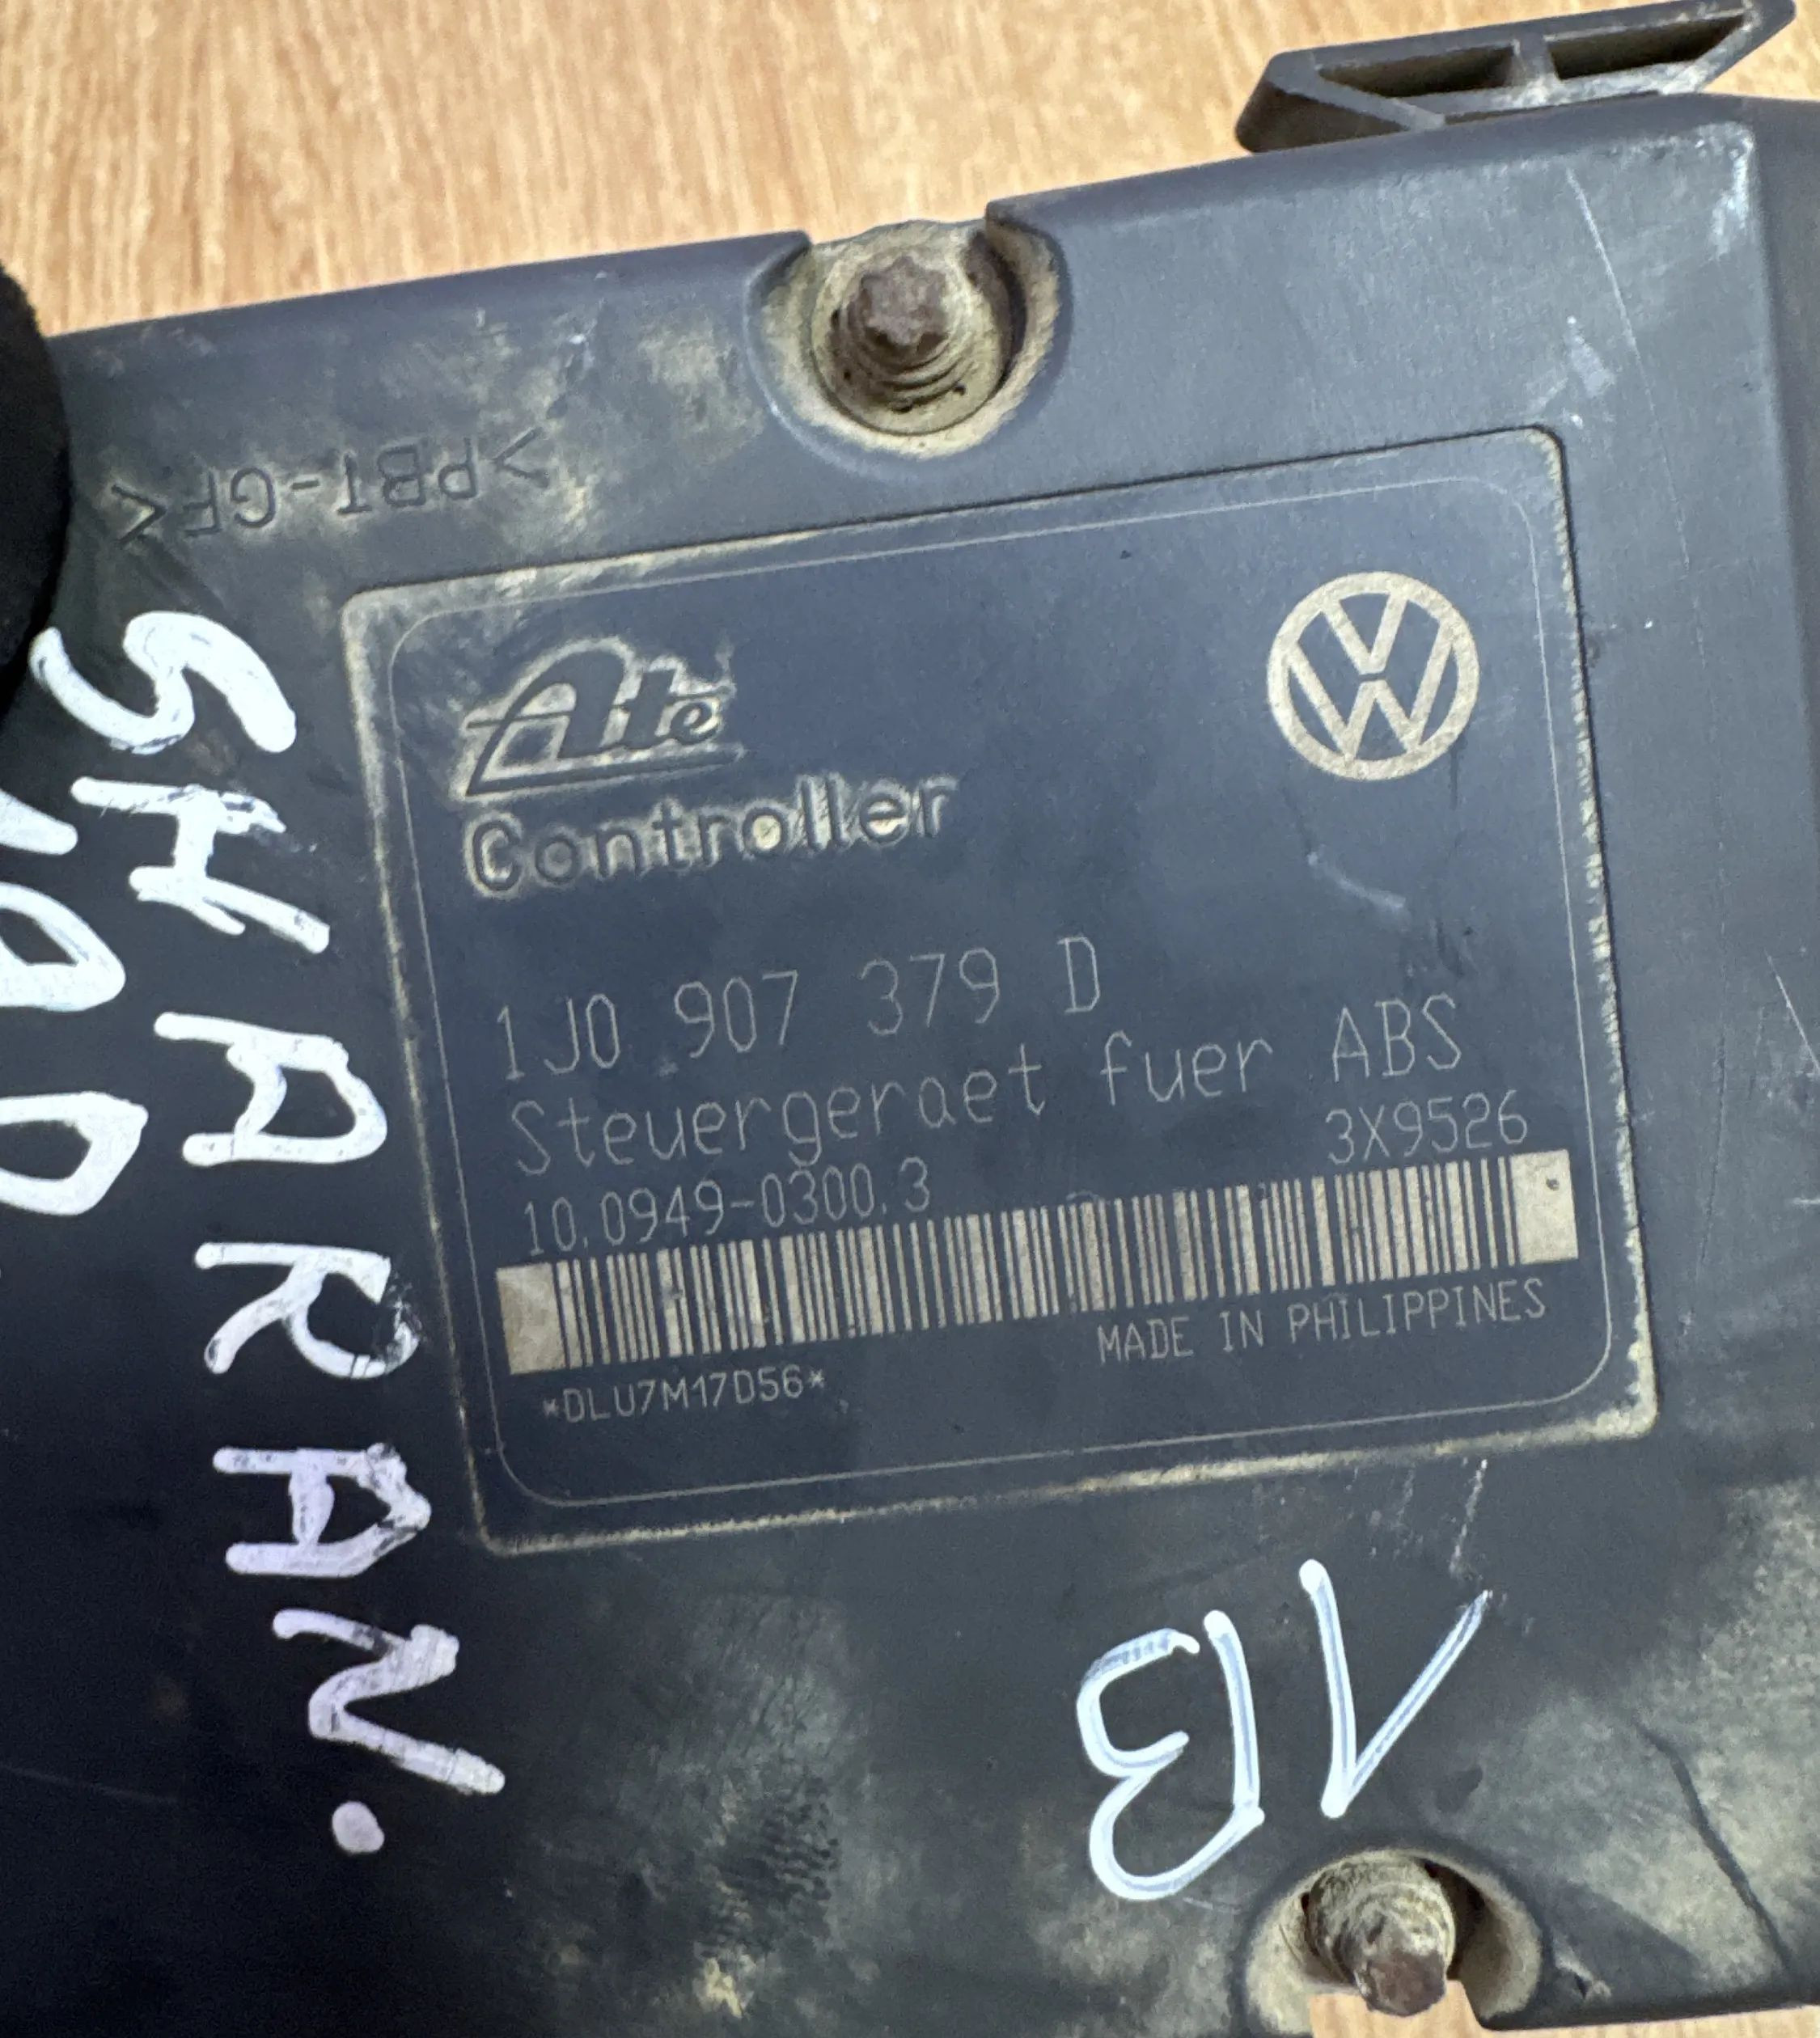 >PBT-GF<
Ate
Controller
1J0 907 379 D
Steuergeraet fuer ABS
3X9526
10.0949-0300.3
MADE IN PHILIPPINES
*DLU7M17D56*
SHARAN.
1B